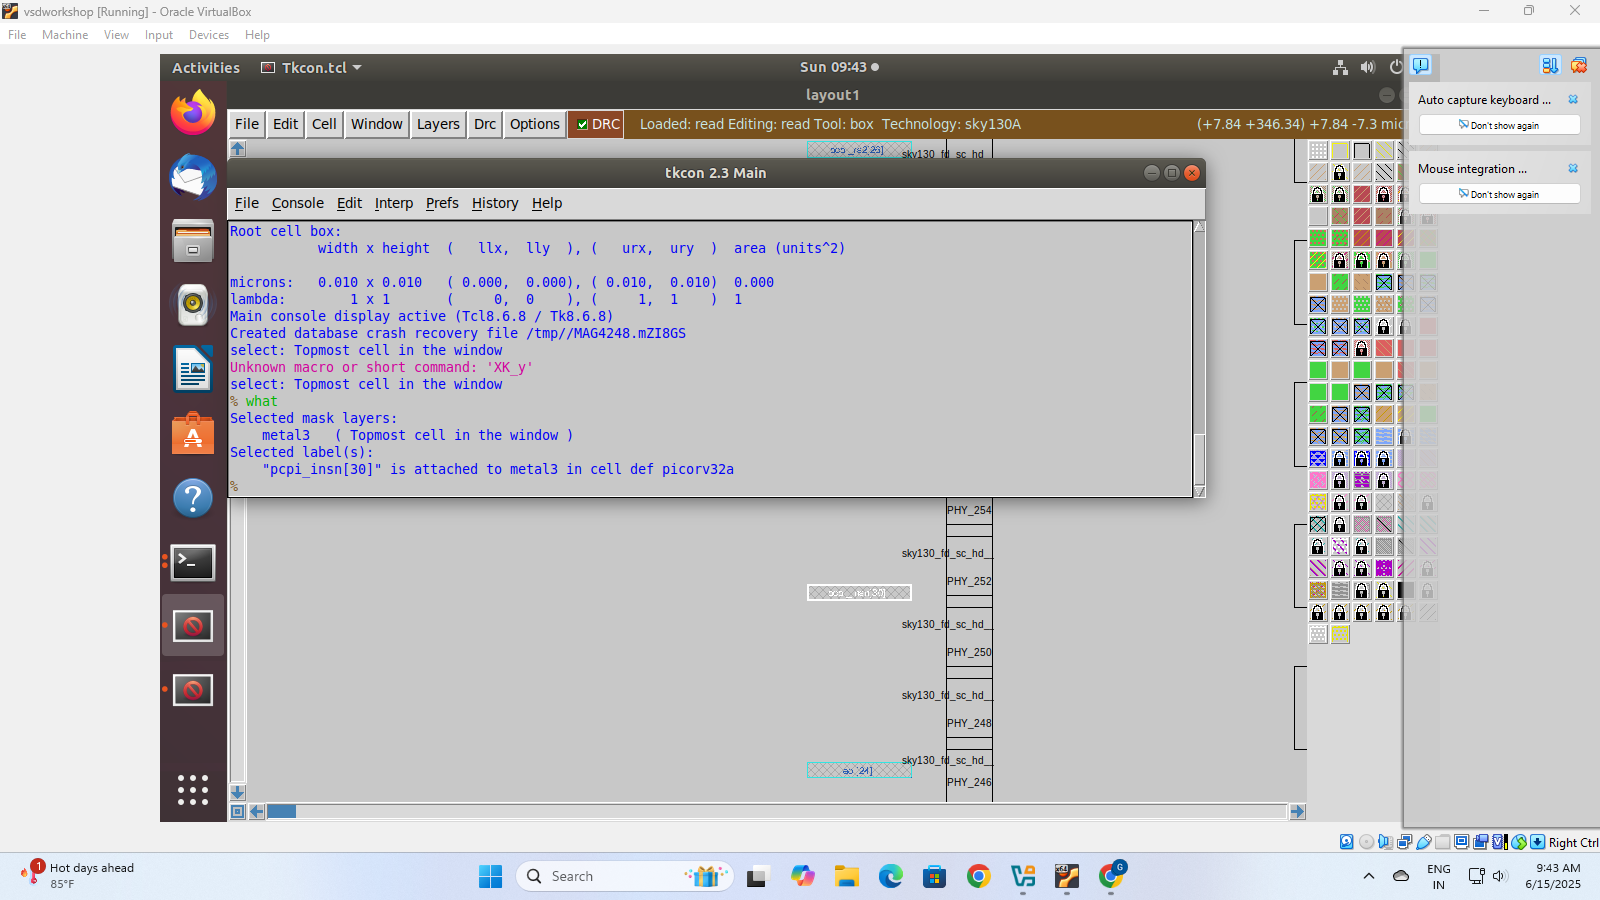 vsdworkshop [Running] - Oracle VirtualBox
File Machine View Input Devices Help
Activities Tkcon.tcl Sun 09:43
layout1
File Edit Cell Window Layers Drc Options DRC Loaded: read Editing: read Tool: box Technology: sky130A (+7.84 +346.34) +7.84 -7.3 mic
sky130_fd_sc_hd_
tkcon 2.3 Main
File Console Edit Interp Prefs History Help
Root cell box:
width x height ( llx, lly ), ( urx, ury ) area (units^2)
microns: 0.010 x 0.010 ( 0.000, 0.000), ( 0.010, 0.010) 0.000
lambda: 1 x 1 ( 0, 0 ), ( 1, 1 ) 1
Main console display active (Tcl8.6.8 / Tk8.6.8)
Created database crash recovery file /tmp//MAG4248.mZI8GS
select: Topmost cell in the window
Unknown macro or short command: 'XK_y'
select: Topmost cell in the window
% what
Selected mask layers:
metal3 ( Topmost cell in the window )
Selected label(s):
"pcpi_insn[30]" is attached to metal3 in cell def picorv32a
%
PHY_254
sky130_fd_sc_hd__
PHY_252
sky130_fd_sc_hd__
PHY_250
sky130_fd_sc_hd__
PHY_248
sky130_fd_sc_hd__
PHY_246
Auto capture keyboard ...
Don't show again
Mouse integration ...
Don't show again
Right Ctrl
1
Hot days ahead
85°F
Search
G
ENG
IN
9:43 AM
6/15/2025